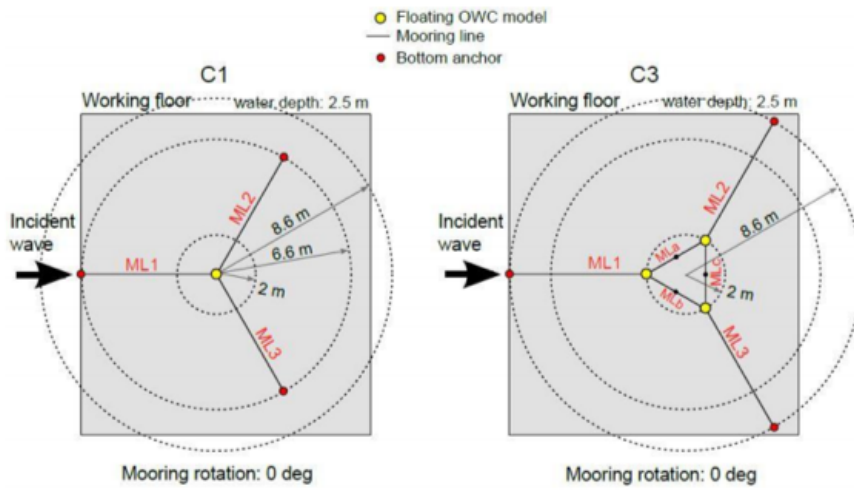 Floating OWC model
Mooring line
Bottom anchor
C1
Working floor
water depth: 2.5 m
Incident
wave
ML1
ML2
ML3
8.6 m
6.6 m
2 m
Mooring rotation: 0 deg
C3
Working floor
water depth: 2.5 m
Incident
wave
ML1
ML2
ML3
MLa
MLb
MLc
8.6 m
2 m
Mooring rotation: 0 deg